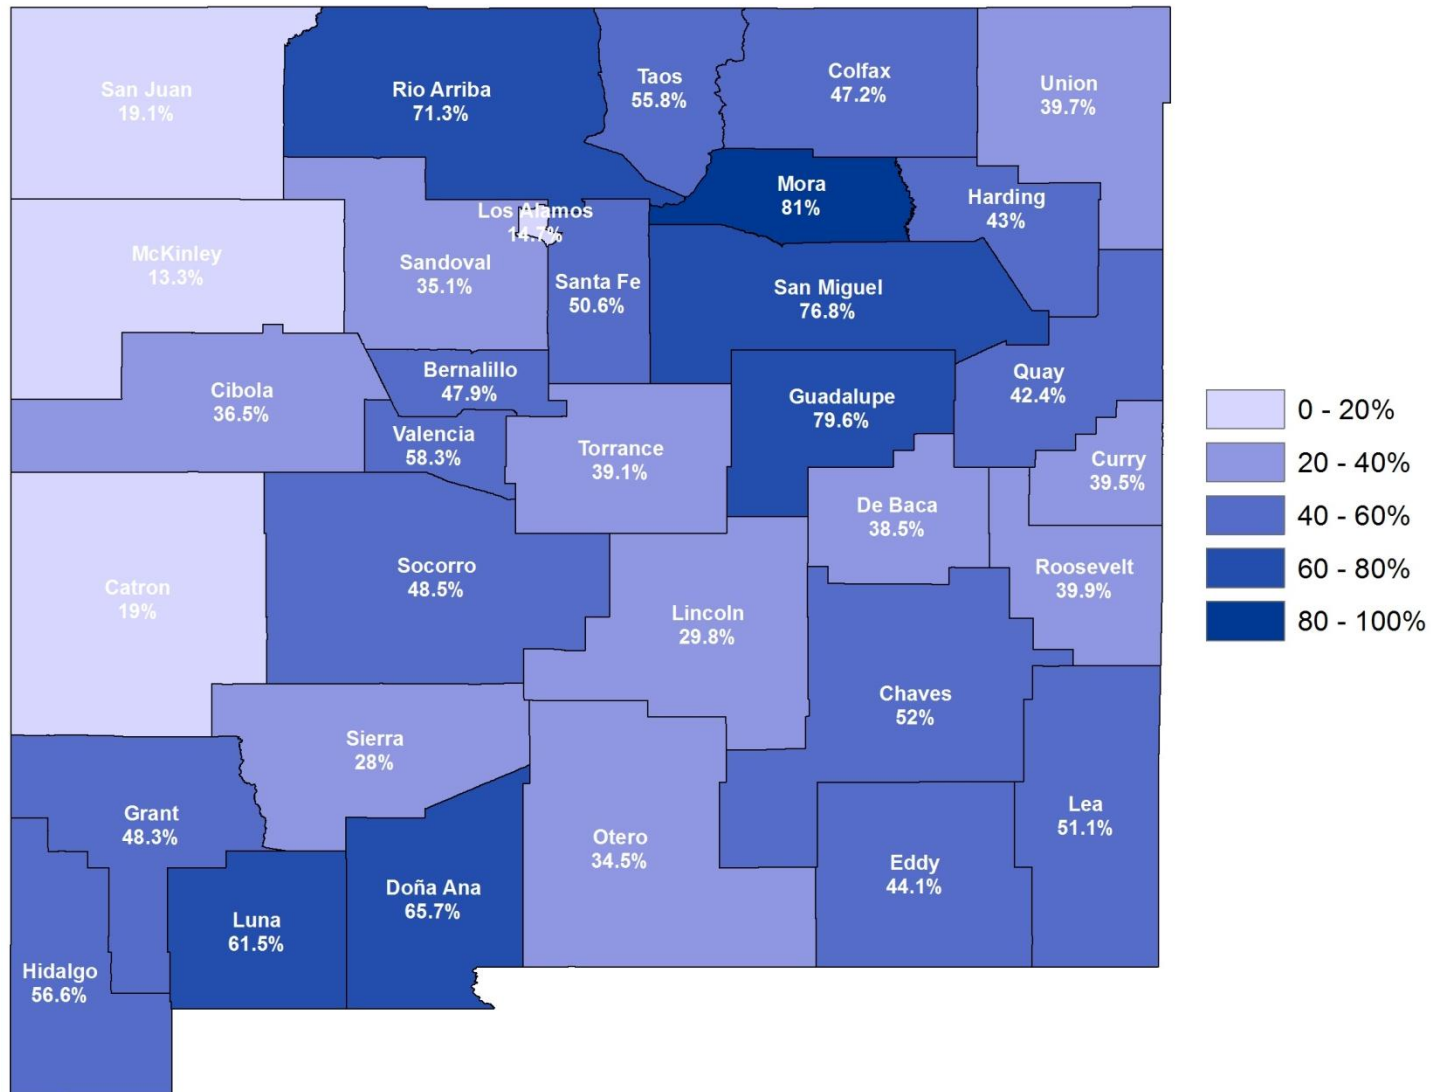 San Juan
19.1%
Rio Arriba
71.3%
Taos
55.8%
Colfax
47.2%
Union
39.7%
Mora
81%
Harding
43%
Los Alamos
14.7%
McKinley
13.3%
Sandoval
35.1%
Santa Fe
50.6%
San Miguel
76.8%
Bernalillo
47.9%
Quay
42.4%
Cibola
36.5%
Guadalupe
79.6%
Valencia
58.3%
Torrance
39.1%
Curry
39.5%
De Baca
38.5%
Socorro
48.5%
Roosevelt
39.9%
Catron
19%
Lincoln
29.8%
Chaves
52%
Sierra
28%
Grant
48.3%
Otero
34.5%
Lea
51.1%
Eddy
44.1%
Doña Ana
65.7%
Luna
61.5%
Hidalgo
56.6%
0 - 20%
20 - 40%
40 - 60%
60 - 80%
80 - 100%